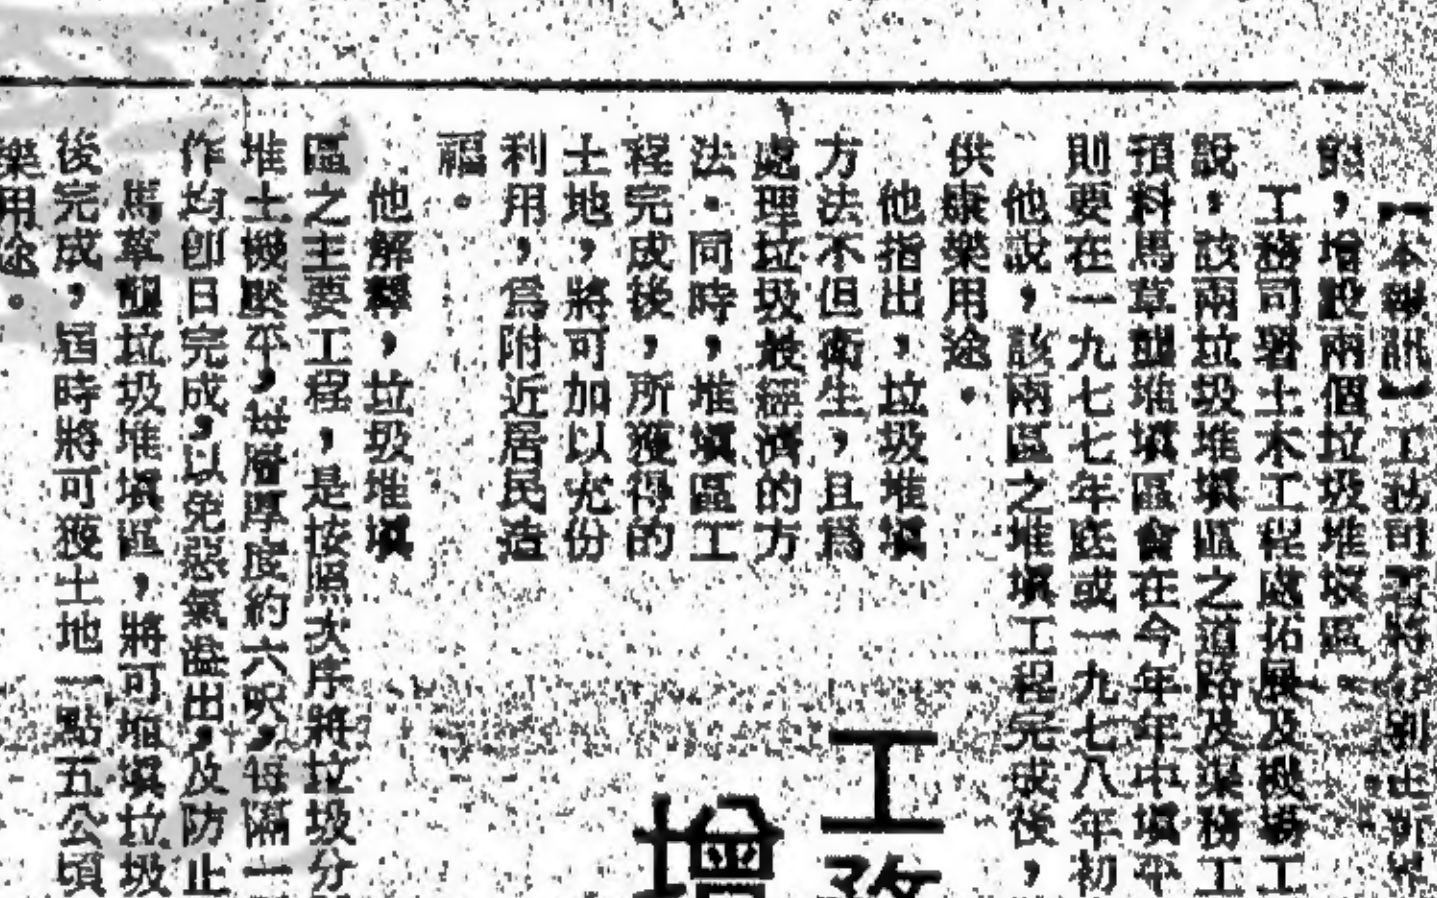 【本報訊】工務司署將分別在新界
,增設兩個垃圾堆填區
工務司署土木工程處拓展及機場工
說,該兩垃圾堆填區之道路及渠務工
預料馬草壟堆填區會在今年年中填平
則要在一九七七年底或一九七八年初
他說,該兩區之堆填工程完成後,
供康樂用途。
他指出,垃圾堆填
方法不但衛生,且爲
處理垃圾最經濟的方
法。同時,堆填區工
程完成後,所獲得的
土地,將可加以充份
利用,爲附近居民造
福。
他解釋,垃圾堆填
區之主要工程,是按照次序將垃圾分
堆土機壓平,每層厚度約六呎,每隔一
作均卽日完成,以免惡氣溢出,及防止
馬草壟垃圾堆填區,將可堆填垃圾
後完成,屆時將可獲土地一點五公頃
樂用途。
工務
增